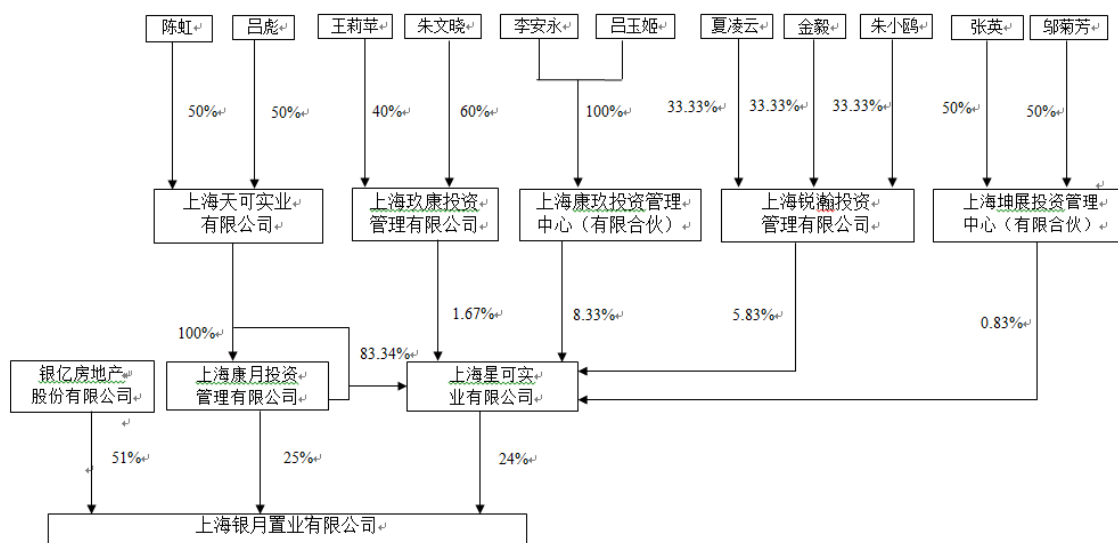 陈虹
吕彪
王莉苹
朱文晓
李安永
吕玉姬
夏凌云
金毅
朱小鸥
张英
邬菊芳
50%
50%
40%
60%
100%
33.33%
33.33%
33.33%
50%
50%
上海天可实业
有限公司
上海玖康投资
管理有限公司
上海康玖投资管理
中心（有限合伙）
上海锐瀚投资
管理有限公司
上海坤展投资管理
中心（有限合伙）
1.67%
8.33%
5.83%
0.83%
100%
83.34%
银亿房地产
股份有限公司
上海康月投资
管理有限公司
上海星可实
业有限公司
51%
25%
24%
上海银月置业有限公司